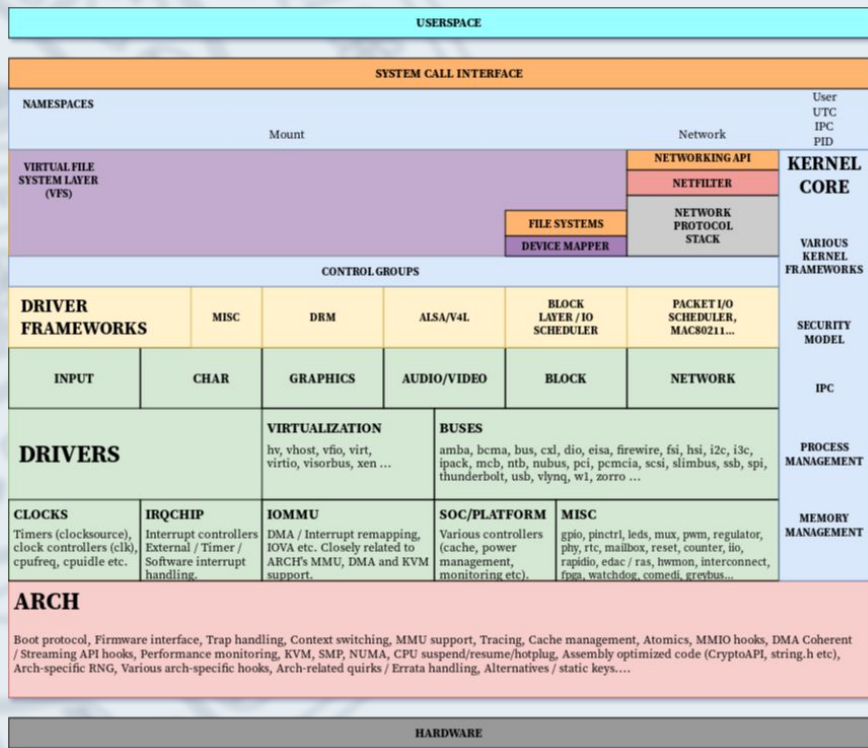 USERSPACE
SYSTEM CALL INTERFACE
NAMESPACES
Mount
Network
User
UTC
IPC
PID
VIRTUAL FILE
SYSTEM LAYER
(VFS)
FILE SYSTEMS
DEVICE MAPPER
NETWORKING API
NETFILTER
NETWORK
PROTOCOL
STACK
KERNEL
CORE
VARIOUS
KERNEL
FRAMEWORKS
SECURITY
MODEL
IPC
PROCESS
MANAGEMENT
MEMORY
MANAGEMENT
CONTROL GROUPS
DRIVER
FRAMEWORKS
MISC
DRM
ALSA/V4L
BLOCK
LAYER / IO
SCHEDULER
PACKET I/O
SCHEDULER,
MAC80211...
INPUT
CHAR
GRAPHICS
AUDIO/VIDEO
BLOCK
NETWORK
DRIVERS
VIRTUALIZATION
hv, vhost, vfio, virt,
virtio, visorbus, xen ...
BUSES
amba, bcma, bus, cxl, dio, eisa, firewire, fsi, hsi, i2c, i3c,
ipack, mcb, ntb, nubus, pci, pcmcia, scsi, slimbus, ssb, spi,
thunderbolt, usb, vlynq, w1, zorro ...
CLOCKS
Timers (clocksource),
clock controllers (clk),
cpufreq, cpuidle etc.
IRQCHIP
Interrupt controllers
External / Timer /
Software interrupt
handling.
IOMMU
DMA / Interrupt remapping,
IOVA etc. Closely related to
ARCH's MMU, DMA and KVM
support.
SOC/PLATFORM
Various controllers
(cache, power
management,
monitoring etc).
MISC
gpio, pinctrl, leds, mux, pwm, regulator,
phy, rtc, mailbox, reset, counter, iio,
rapidio, edac / ras, hwmon, interconnect,
fpga, watchdog, comedi, greybus...
ARCH
Boot protocol, Firmware interface, Trap handling, Context switching, MMU support, Tracing, Cache management, Atomics, MMIO hooks, DMA Coherent
/ Streaming API hooks, Performance monitoring, KVM, SMP, NUMA, CPU suspend/resume/hotplug, Assembly optimized code (CryptoAPI, string.h etc),
Arch-specific RNG, Various arch-specific hooks, Arch-related quirks / Errata handling, Alternatives / static keys....
HARDWARE